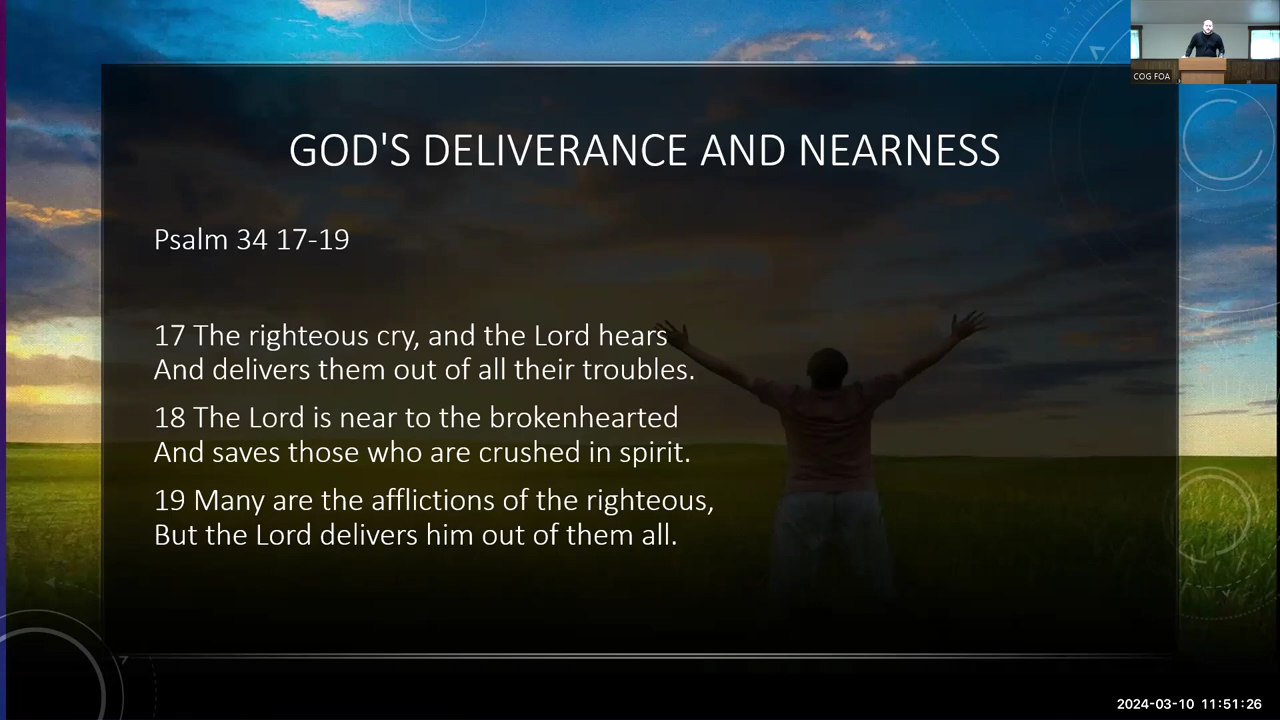 COG FOA
GOD'S DELIVERANCE AND NEARNESS
Psalm 34 17-19
17 The righteous cry, and the Lord hears
And delivers them out of all their troubles.
18 The Lord is near to the brokenhearted
And saves those who are crushed in spirit.
19 Many are the afflictions of the righteous,
But the Lord delivers him out of them all.
2024-03-10 11:51:26